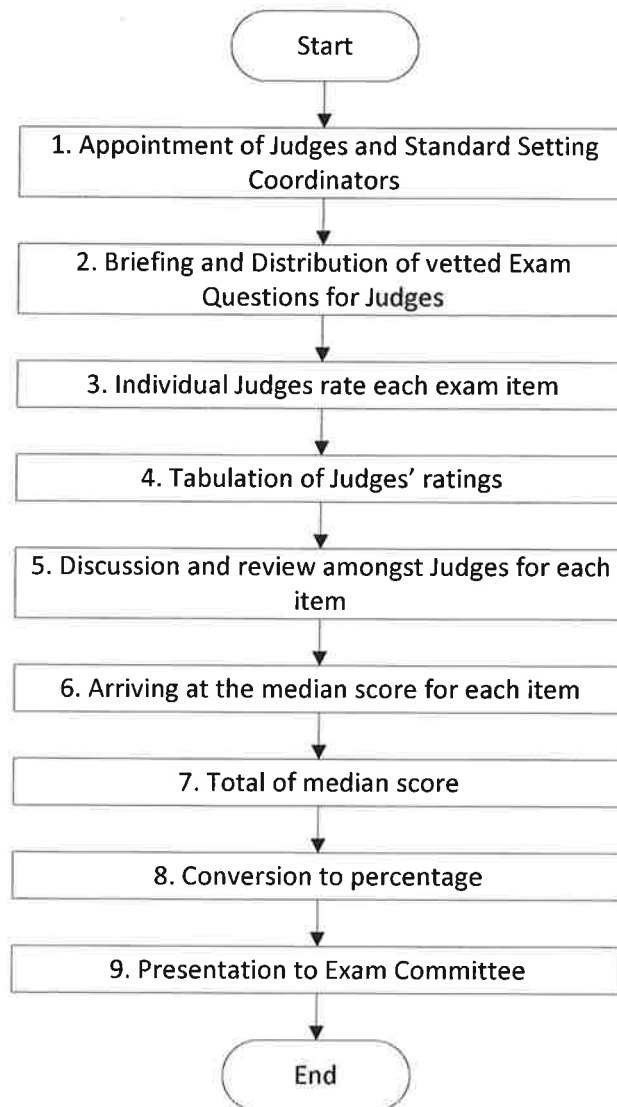 Start
1. Appointment of Judges and Standard Setting
Coordinators
2. Briefing and Distribution of vetted Exam
Questions for Judges
3. Individual Judges rate each exam item
4. Tabulation of Judges’ ratings
5. Discussion and review amongst Judges for each
item
6. Arriving at the median score for each item
7. Total of median score
8. Conversion to percentage
9. Presentation to Exam Committee
End